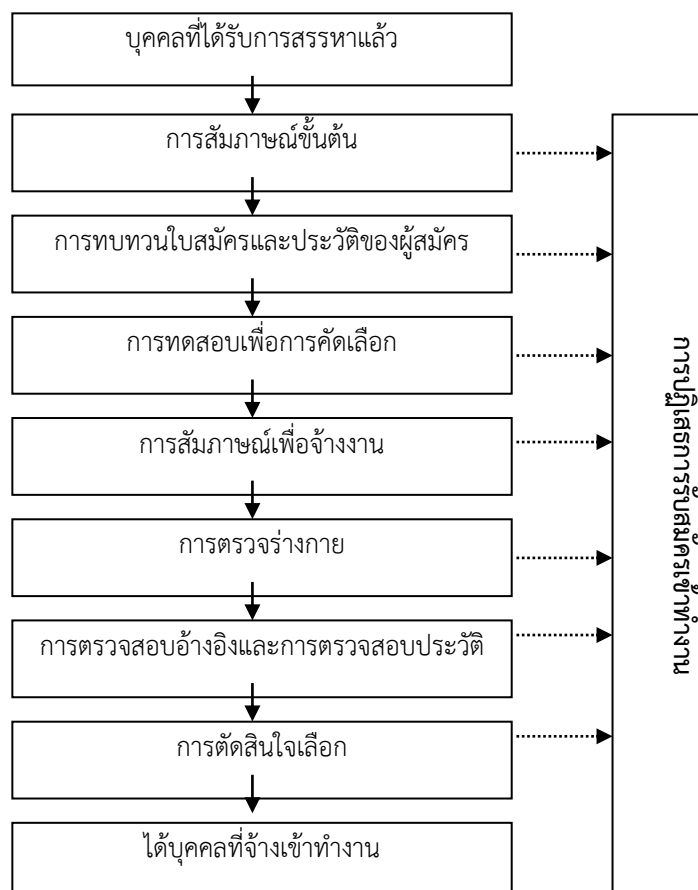 บุคคลที่ได้รับการสรรหาแล้ว
การสัมภาษณ์ขั้นต้น
การทบทวนใบสมัครและประวัติของผู้สมัคร
การทดสอบเพื่อการคัดเลือก
การสัมภาษณ์เพื่อจ้างงาน
การตรวจร่างกาย
การตรวจสอบอ้างอิงและการตรวจสอบประวัติ
การตัดสินใจเลือก
ได้บุคคลที่จ้างเข้าทำงาน
การปฏิเสธการรับสมัครเข้าทำงาน